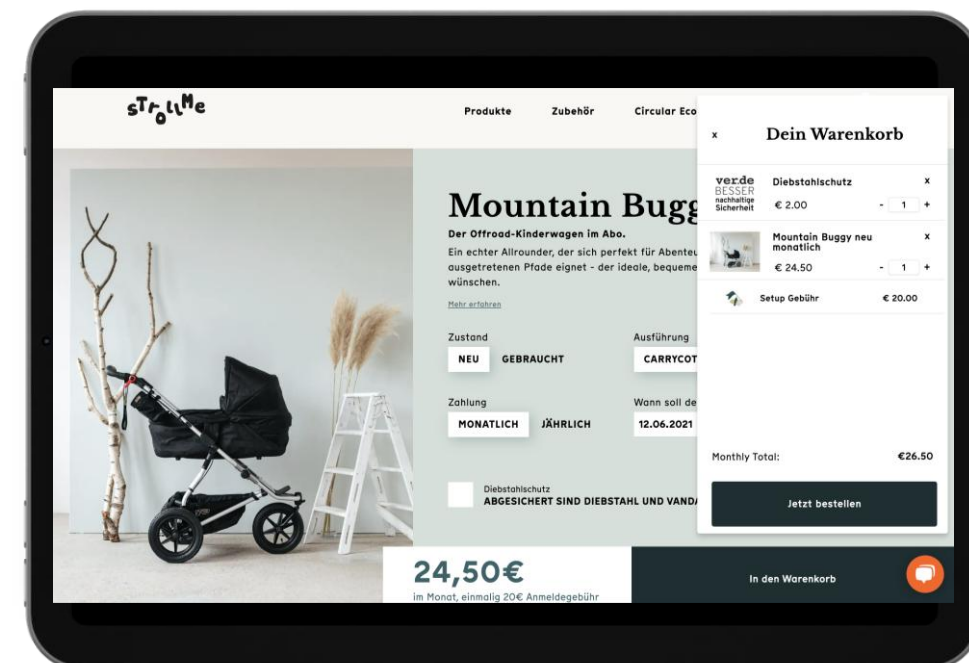 sTrollMe
Produkte
Zubehör
Circular Eco
Mountain Bugg
Der Offroad-Kinderwagen im Abo.
Ein echter Allrounder, der sich perfekt für Abenteu
ausgetretenen Pfade eignet - der ideale, bequeme
wünschen.
Mehr erfahren
Zustand
NEU GEBRAUCHT
Ausführung
CARRYCOT
Zahlung
MONATLICH JÄHRLICH
Wann soll de
12.06.2021
Diebstahlschutz
ABGESICHERT SIND DIEBSTAHL UND VANDA
24,50€
im Monat, einmalig 20€ Anmeldegebühr
In den Warenkorb
x Dein Warenkorb
ver.de
BESSER
nachhaltige
Sicherheit
Diebstahlschutz x
€ 2.00 - 1 +
Mountain Buggy neu x
monatlich
€ 24.50 - 1 +
Setup Gebühr € 20.00
Monthly Total: €26.50
Jetzt bestellen